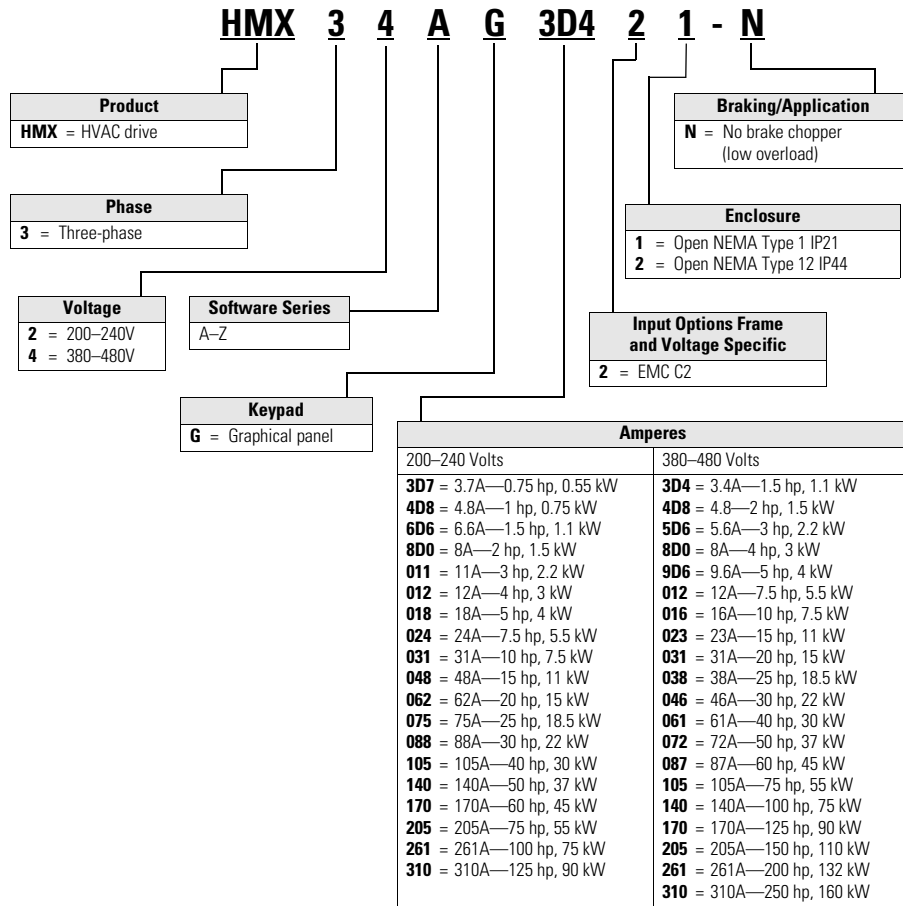 HMX 3 4 A G 3D4 2 1 - N
Product
HMX = HVAC drive
Braking/Application
N = No brake chopper
(low overload)
Phase
3 = Three-phase
Enclosure
1 = Open NEMA Type 1 IP21
2 = Open NEMA Type 12 IP44
Voltage
2 = 200–240V
4 = 380–480V
Software Series
A–Z
Input Options Frame
and Voltage Specific
2 = EMC C2
Keypad
G = Graphical panel
Amperes
200–240 Volts
3D7 = 3.7A—0.75 hp, 0.55 kW
4D8 = 4.8A—1 hp, 0.75 kW
6D6 = 6.6A—1.5 hp, 1.1 kW
8D0 = 8A—2 hp, 1.5 kW
011 = 11A—3 hp, 2.2 kW
012 = 12A—4 hp, 3 kW
018 = 18A—5 hp, 4 kW
024 = 24A—7.5 hp, 5.5 kW
031 = 31A—10 hp, 7.5 kW
048 = 48A—15 hp, 11 kW
062 = 62A—20 hp, 15 kW
075 = 75A—25 hp, 18.5 kW
088 = 88A—30 hp, 22 kW
105 = 105A—40 hp, 30 kW
140 = 140A—50 hp, 37 kW
170 = 170A—60 hp, 45 kW
205 = 205A—75 hp, 55 kW
261 = 261A—100 hp, 75 kW
310 = 310A—125 hp, 90 kW
380–480 Volts
3D4 = 3.4A—1.5 hp, 1.1 kW
4D8 = 4.8—2 hp, 1.5 kW
5D6 = 5.6A—3 hp, 2.2 kW
8D0 = 8A—4 hp, 3 kW
9D6 = 9.6A—5 hp, 4 kW
012 = 12A—7.5 hp, 5.5 kW
016 = 16A—10 hp, 7.5 kW
023 = 23A—15 hp, 11 kW
031 = 31A—20 hp, 15 kW
038 = 38A—25 hp, 18.5 kW
046 = 46A—30 hp, 22 kW
061 = 61A—40 hp, 30 kW
072 = 72A—50 hp, 37 kW
087 = 87A—60 hp, 45 kW
105 = 105A—75 hp, 55 kW
140 = 140A—100 hp, 75 kW
170 = 170A—125 hp, 90 kW
205 = 205A—150 hp, 110 kW
261 = 261A—200 hp, 132 kW
310 = 310A—250 hp, 160 kW